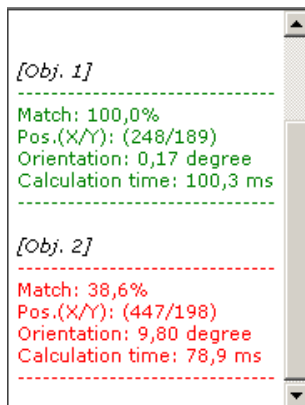 [Obj. 1]
------------------------------
Match: 100,0%
Pos.(X/Y): (248/189)
Orientation: 0,17 degree
Calculation time: 100,3 ms
------------------------------
[Obj. 2]
------------------------------
Match: 38,6%
Pos.(X/Y): (447/198)
Orientation: 9,80 degree
Calculation time: 78,9 ms
------------------------------